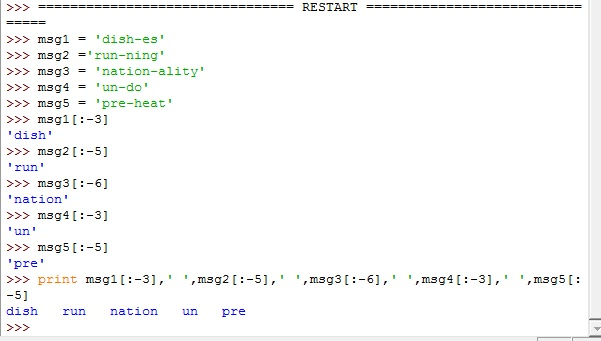 >>> ================================ RESTART ===========================
=====
>>> msg1 = 'dish-es'
>>> msg2 ='run-ning'
>>> msg3 = 'nation-ality'
>>> msg4 = 'un-do'
>>> msg5 = 'pre-heat'
>>> msg1[:-3]
'dish'
>>> msg2[:-5]
'run'
>>> msg3[:-6]
'nation'
>>> msg4[:-3]
'un'
>>> msg5[:-5]
'pre'
>>> print msg1[:-3],' ',msg2[:-5],' ',msg3[:-6],' ',msg4[:-3],' ',msg5[:
-5]
dish   run   nation   un   pre
>>>